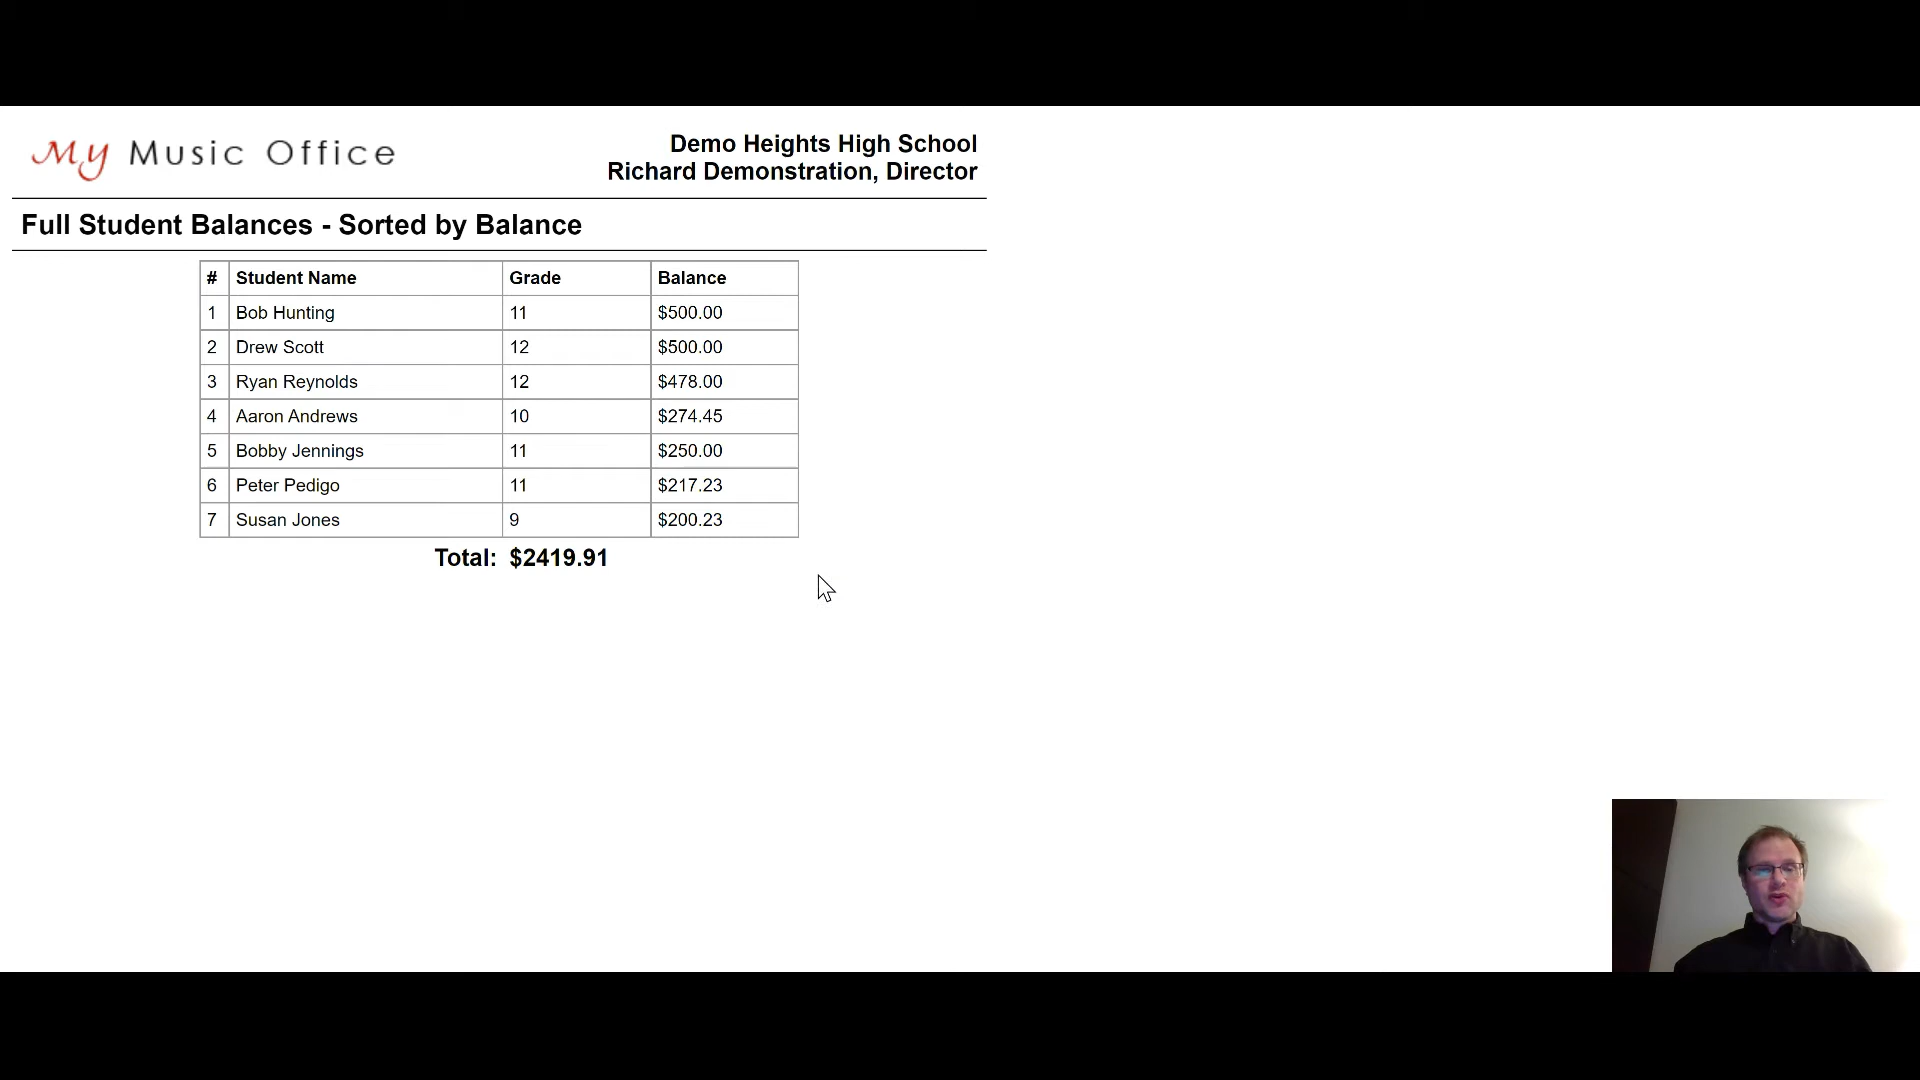 My Music Office
Demo Heights High School
Richard Demonstration, Director
Full Student Balances - Sorted by Balance
# Student Name Grade Balance
1 Bob Hunting 11 $500.00
2 Drew Scott 12 $500.00
3 Ryan Reynolds 12 $478.00
4 Aaron Andrews 10 $274.45
5 Bobby Jennings 11 $250.00
6 Peter Pedigo 11 $217.23
7 Susan Jones 9 $200.23
Total: $2419.91